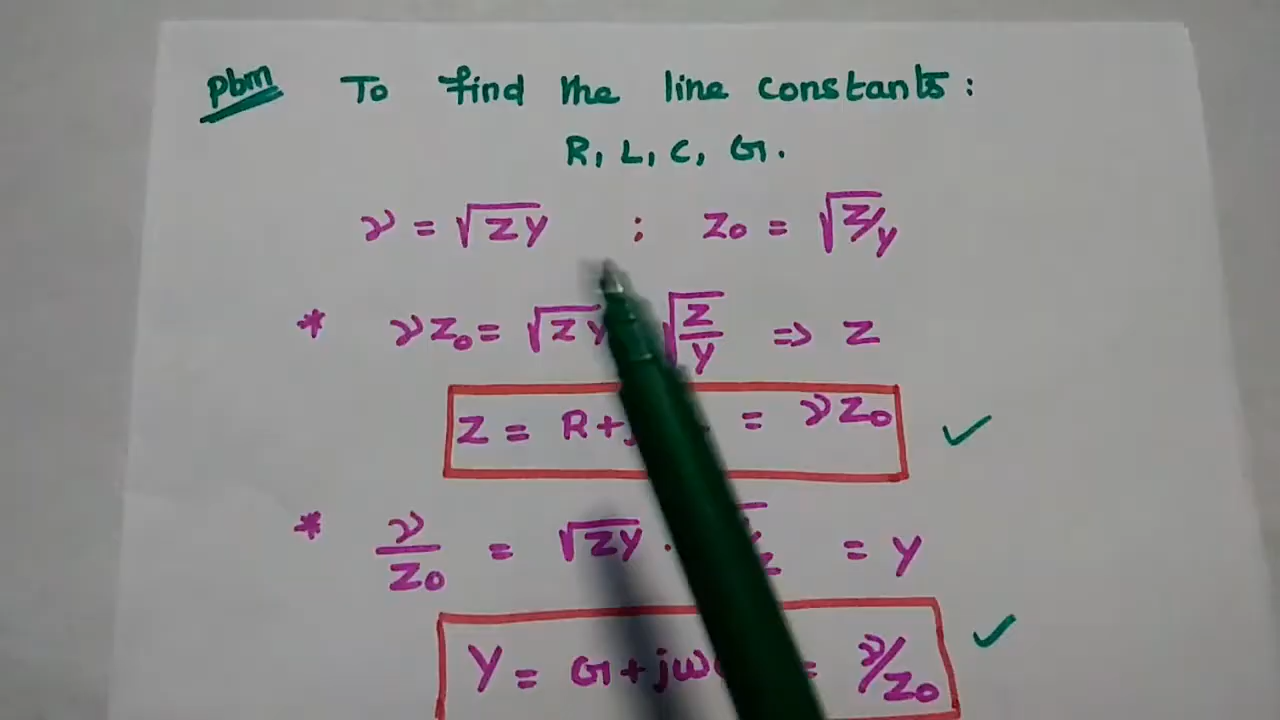 Pbm To find the line constants:
R, L, C, G.
γ = √ZY ; Z₀ = √Z/Y
* γZ₀ = √ZY √Z/Y ⇒ Z
Z = R+j = γZ₀ ✓
* γ/Z₀ = √ZY · = Y
Y = G+jω = γ/Z₀ ✓